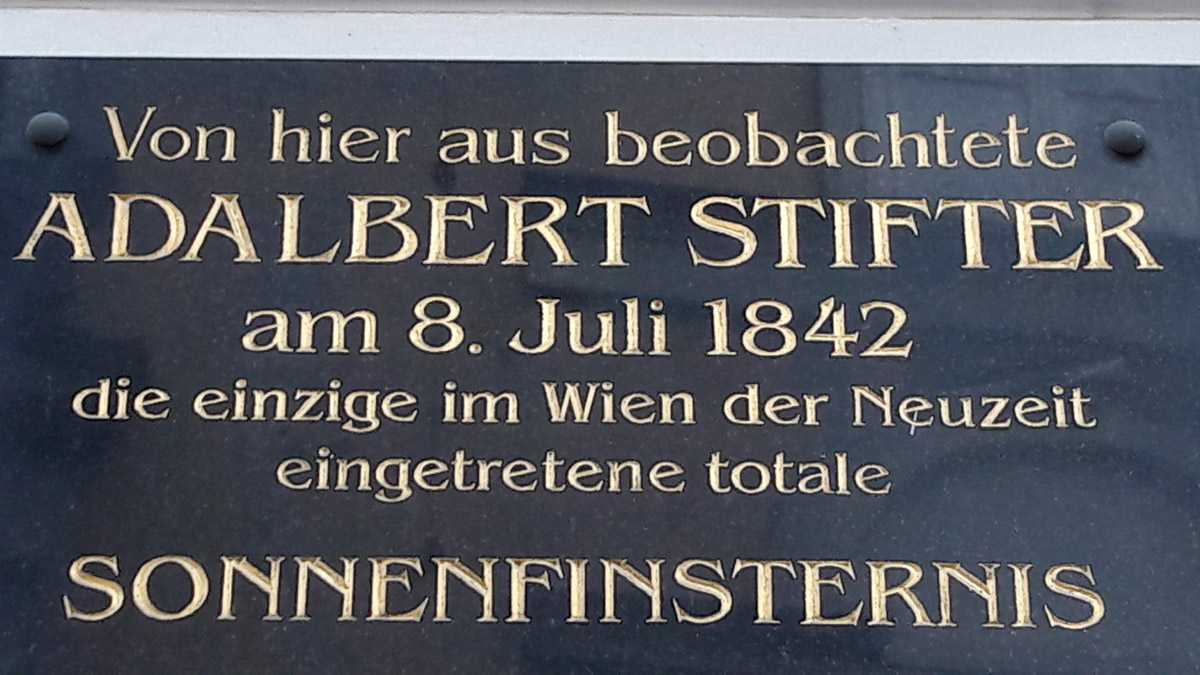 Von hier aus beobachtete
ADALBERT STIFTER
am 8. Juli 1842
die einzige im Wien der Neuzeit
eingetretene totale
SONNENFINSTERNIS